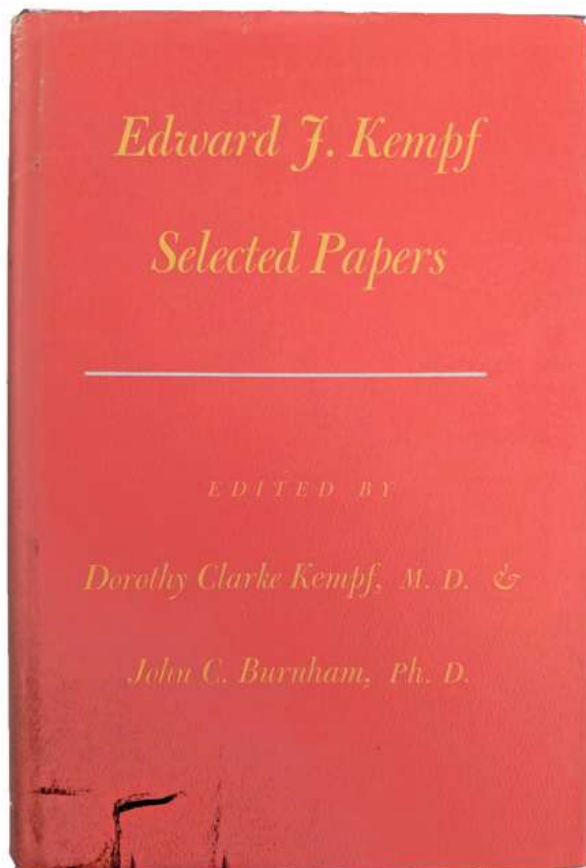 Edward J. Kempf
Selected Papers
EDITED BY
Dorothy Clarke Kempf, M. D. &
John C. Burnham, Ph. D.